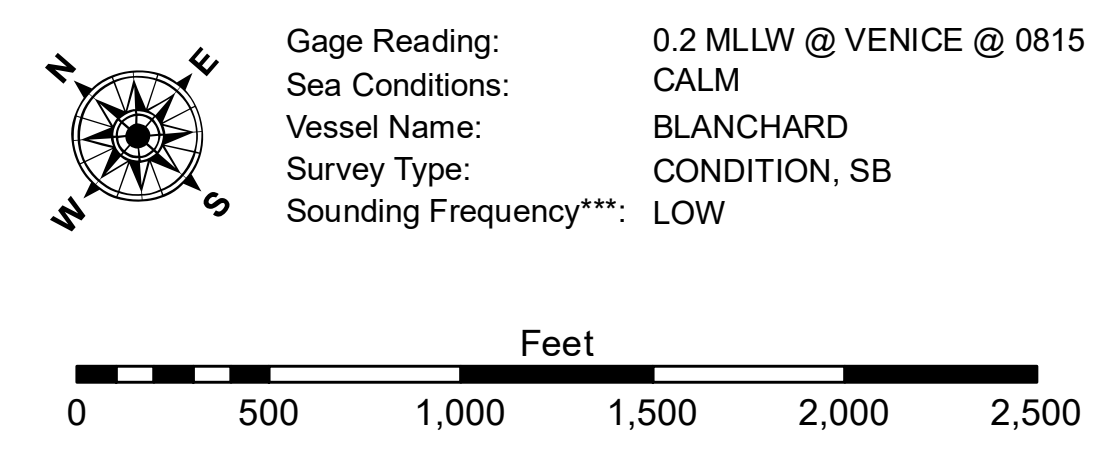 N E
W S
Gage Reading: 0.2 MLLW @ VENICE @ 0815
Sea Conditions: CALM
Vessel Name: BLANCHARD
Survey Type: CONDITION, SB
Sounding Frequency***: LOW
Feet
0 500 1,000 1,500 2,000 2,500